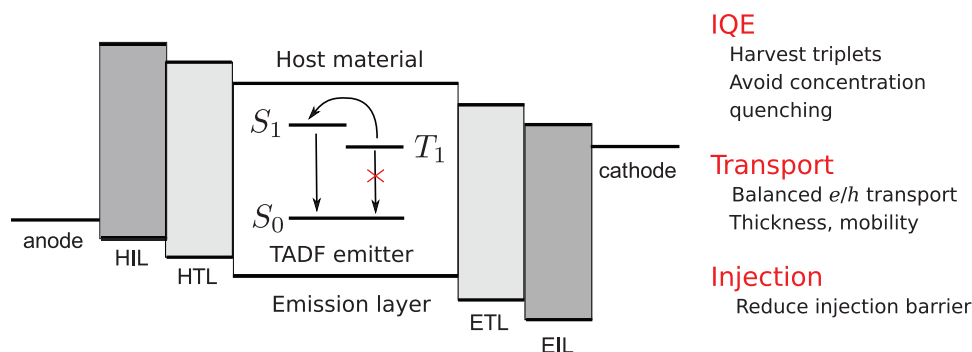 Host material
S1
T1
S0
TADF emitter
Emission layer
anode
HIL
HTL
ETL
EIL
cathode
IQE
Harvest triplets
Avoid concentration
quenching
Transport
Balanced e/h transport
Thickness, mobility
Injection
Reduce injection barrier